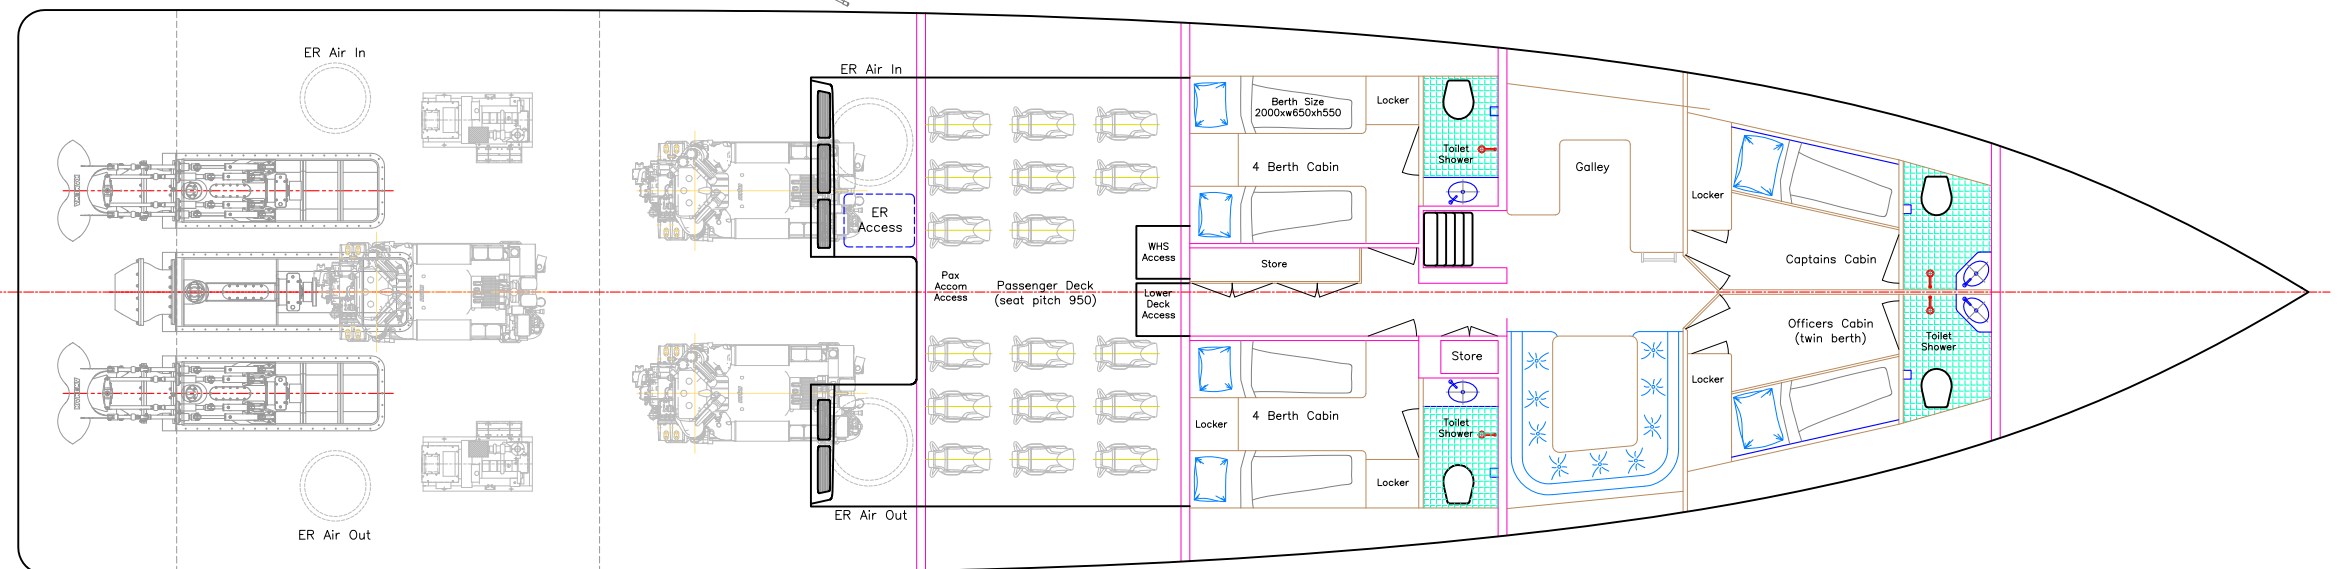 ER Air In
ER Air In
Berth Size
2000xw650xh550
Locker
Toilet
Shower
4 Berth Cabin
Galley
Locker
ER
Access
WHS
Access
Store
Captains Cabin
Pax
Accom
Access
Passenger Deck
(seat pitch 950)
Lower
Deck
Access
Officers Cabin
(twin berth)
Toilet
Shower
Store
Locker
Locker
4 Berth Cabin
Toilet
Shower
Locker
ER Air Out
ER Air Out